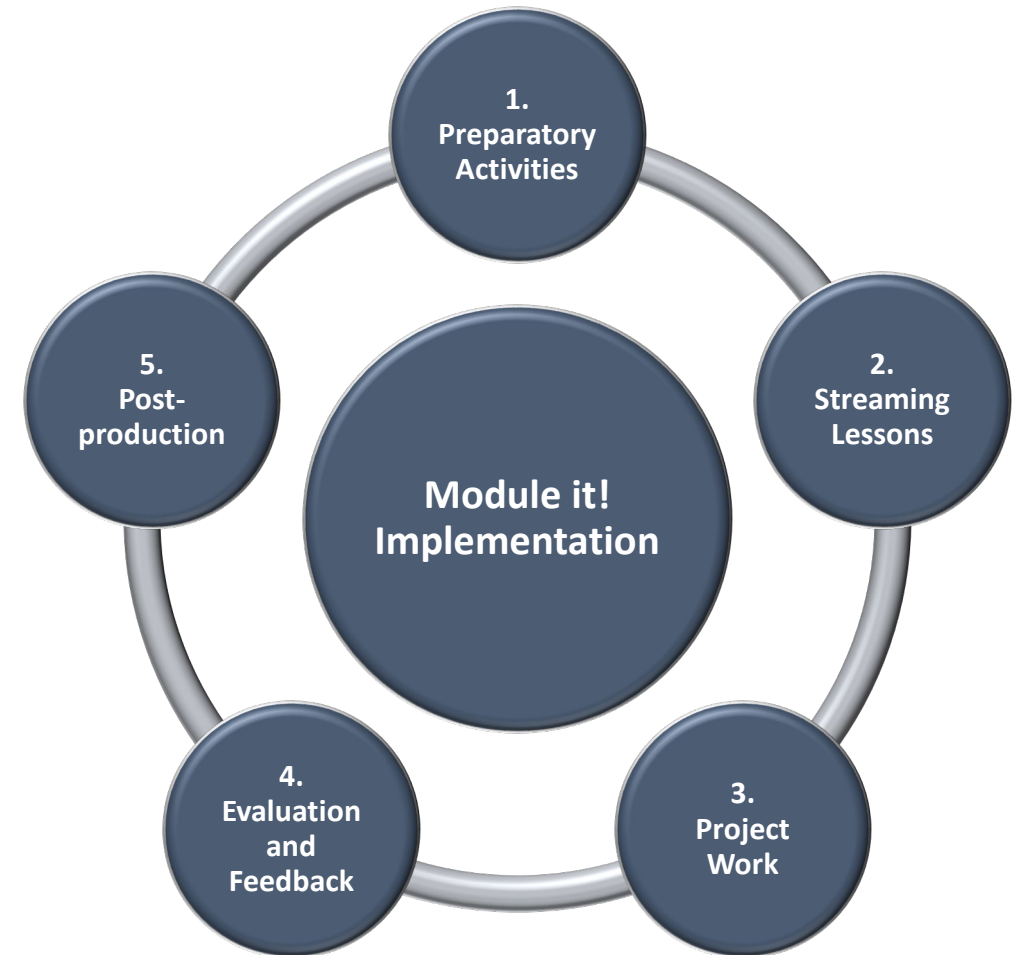 1.
Preparatory
Activities
2.
Streaming
Lessons
3.
Project
Work
4.
Evaluation
and
Feedback
5.
Post-
production
Module it!
Implementation